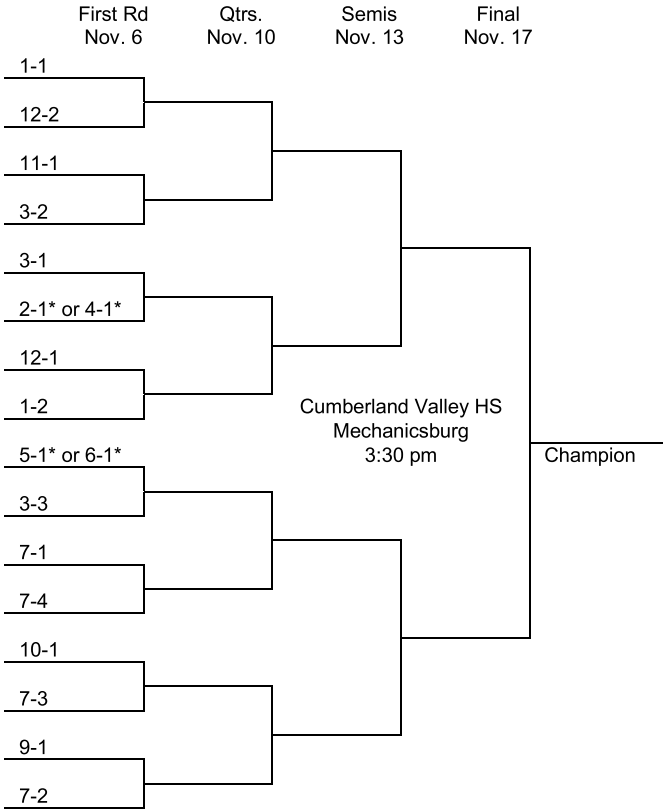 First Rd Qtrs. Semis Final
Nov. 6 Nov. 10 Nov. 13 Nov. 17
1-1
12-2
11-1
3-2
3-1
2-1* or 4-1*
12-1
1-2
Cumberland Valley HS
Mechanicsburg
3:30 pm
Champion
5-1* or 6-1*
3-3
7-1
7-4
10-1
7-3
9-1
7-2